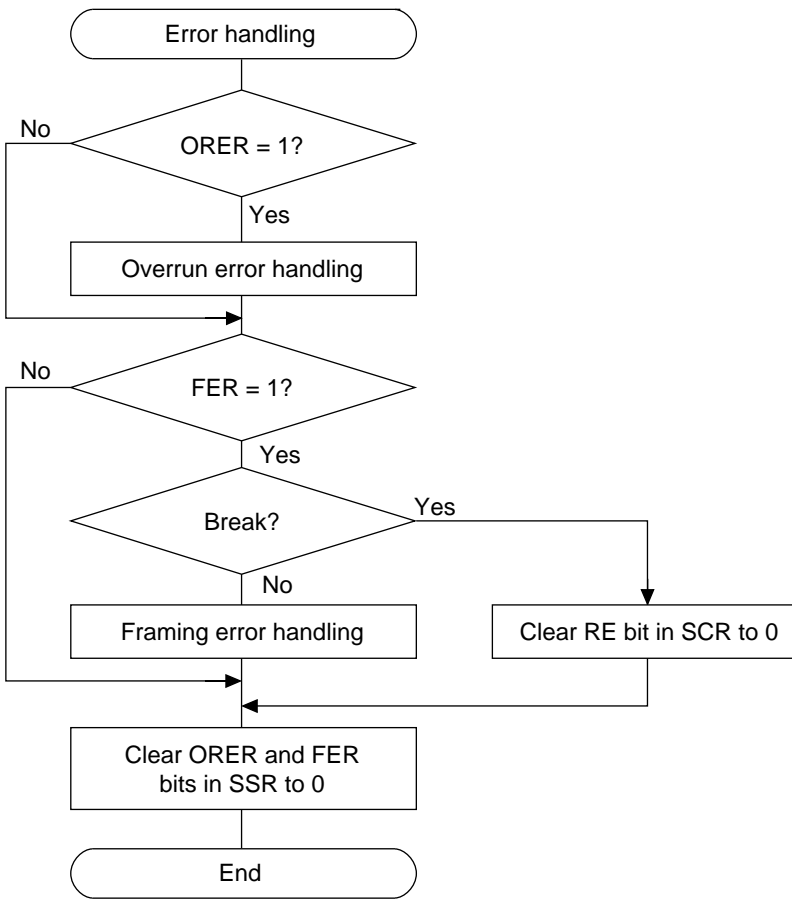 Error handling
No
ORER = 1?
Yes
Overrun error handling
No
FER = 1?
Yes
Break?
Yes
No
Framing error handling
Clear RE bit in SCR to 0
Clear ORER and FER
bits in SSR to 0
End